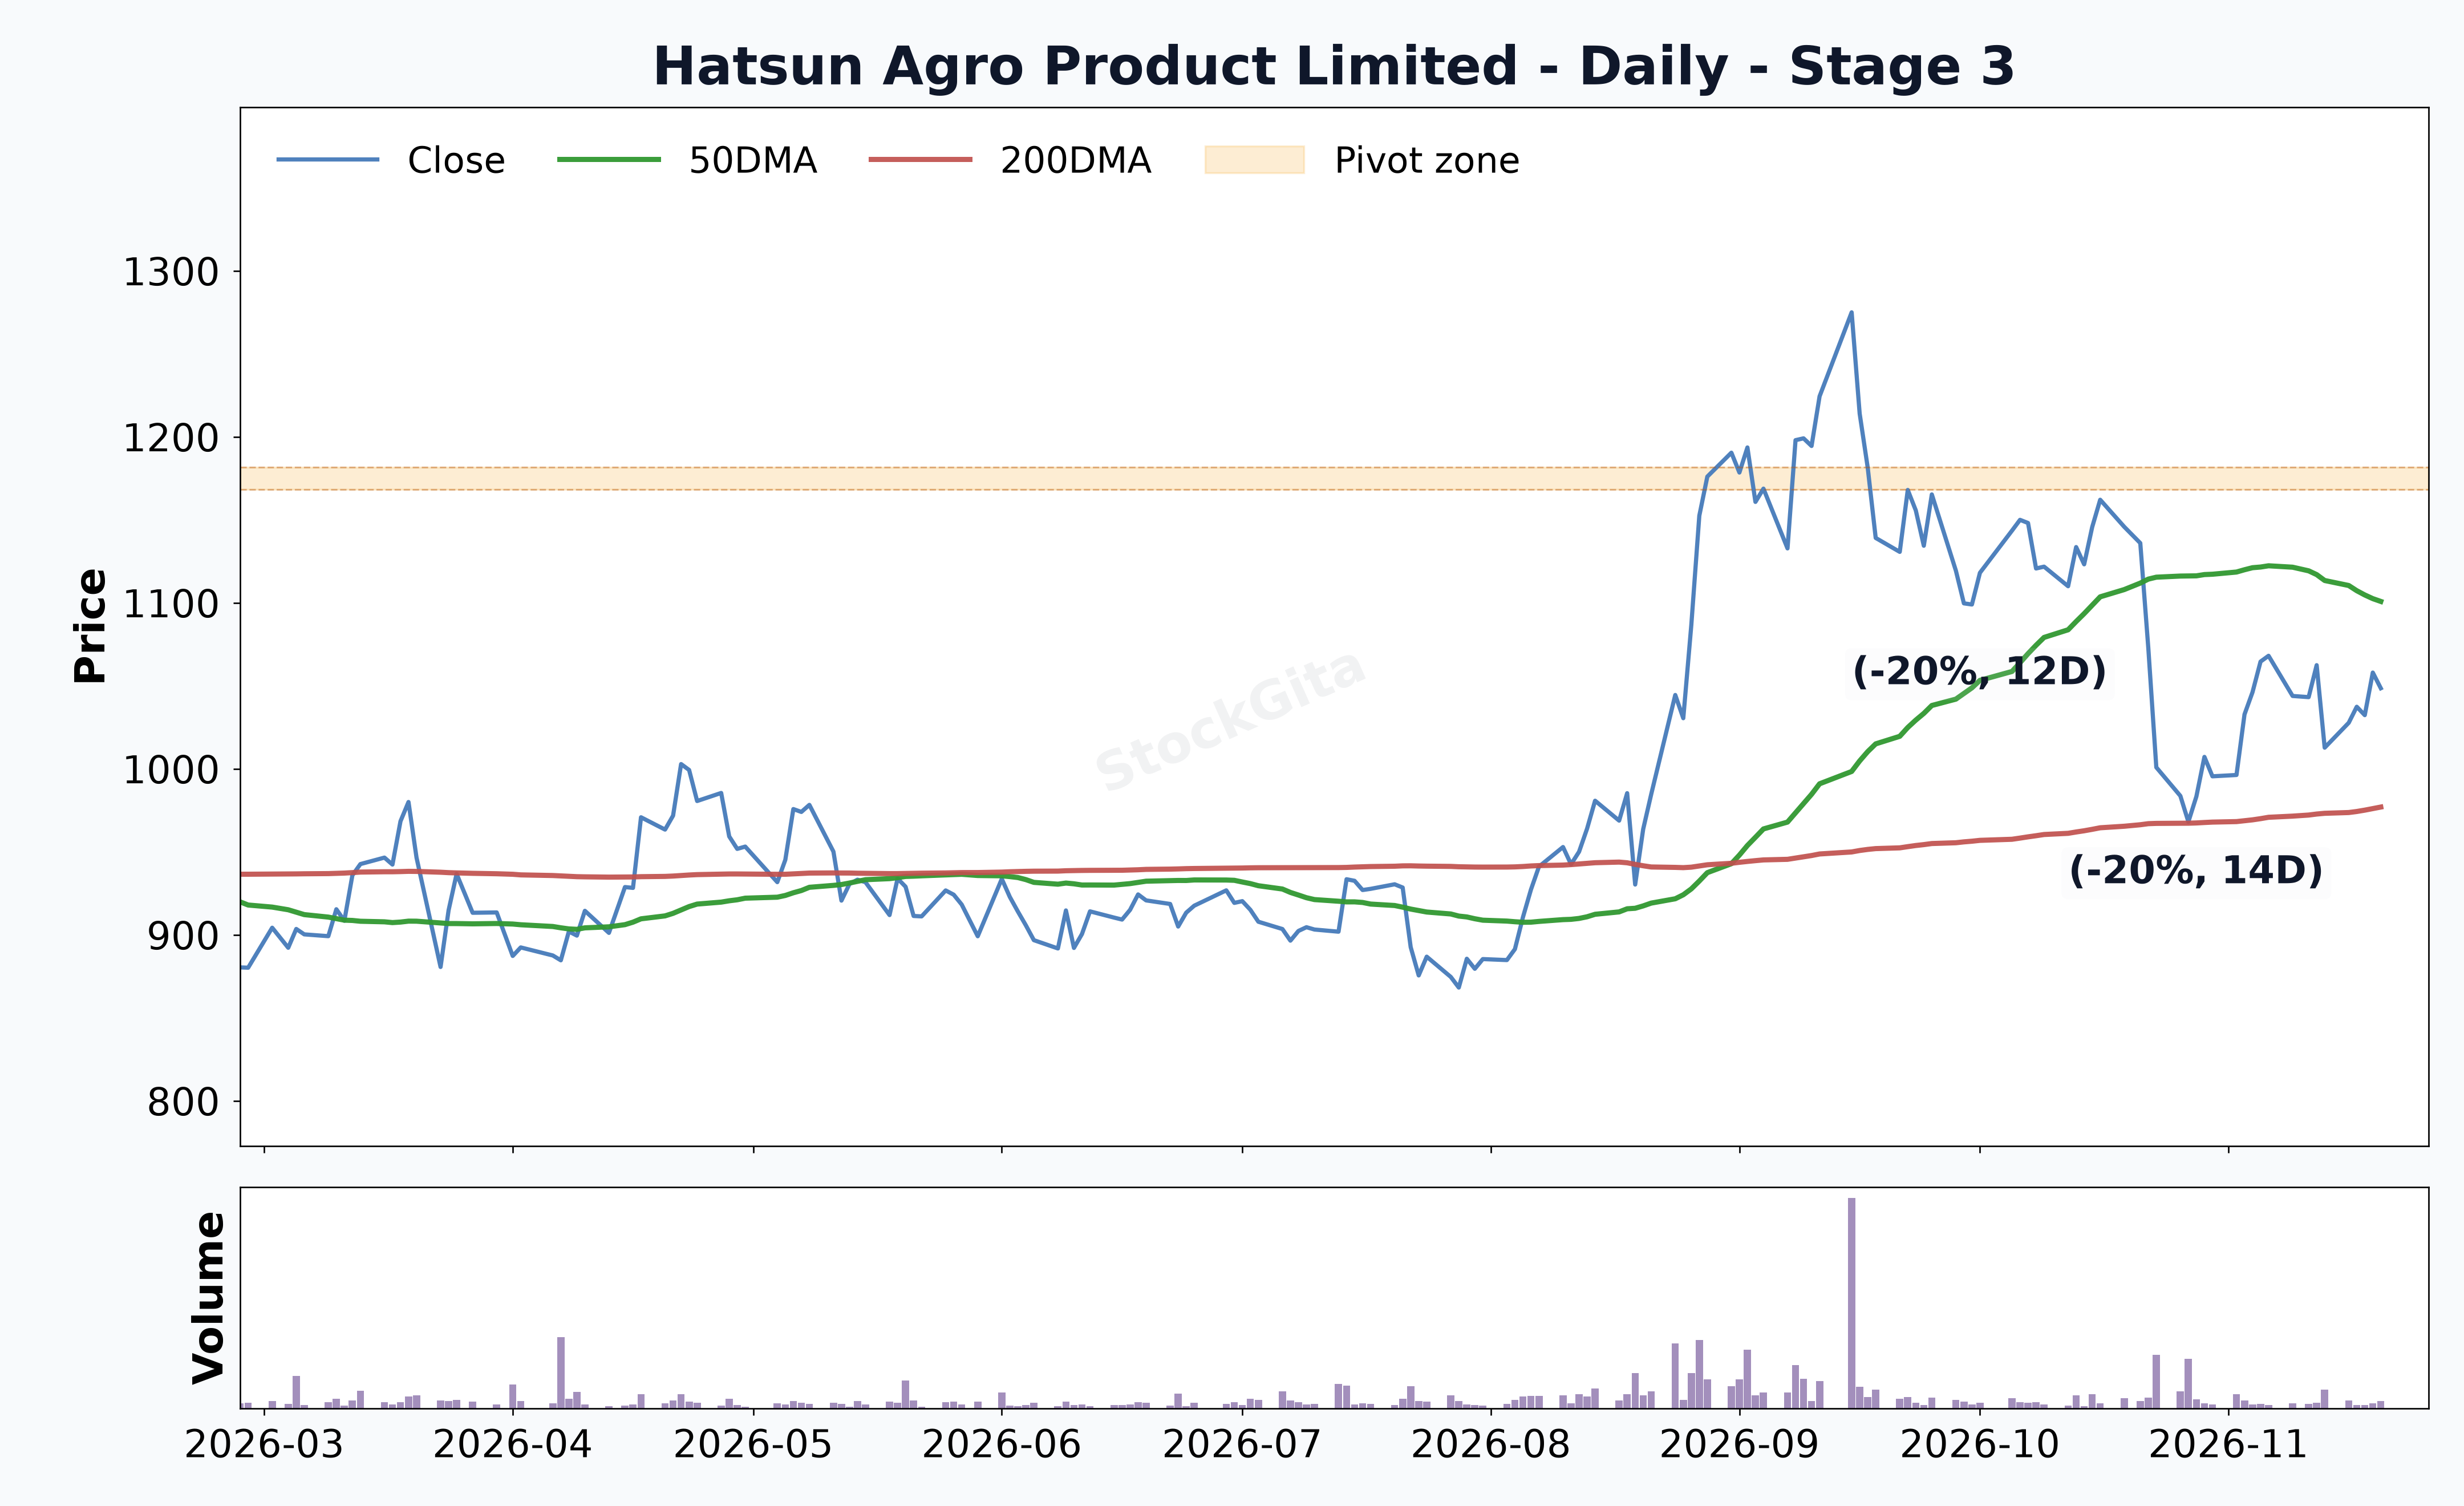 Hatsun Agro Product Limited - Daily - Stage 3
Close 50DMA 200DMA Pivot zone
1300
1200
1100
1000
900
800
Price
(-20%, 12D)
(-20%, 14D)
StockGita
Volume
2026-03 2026-04 2026-05 2026-06 2026-07 2026-08 2026-09 2026-10 2026-11